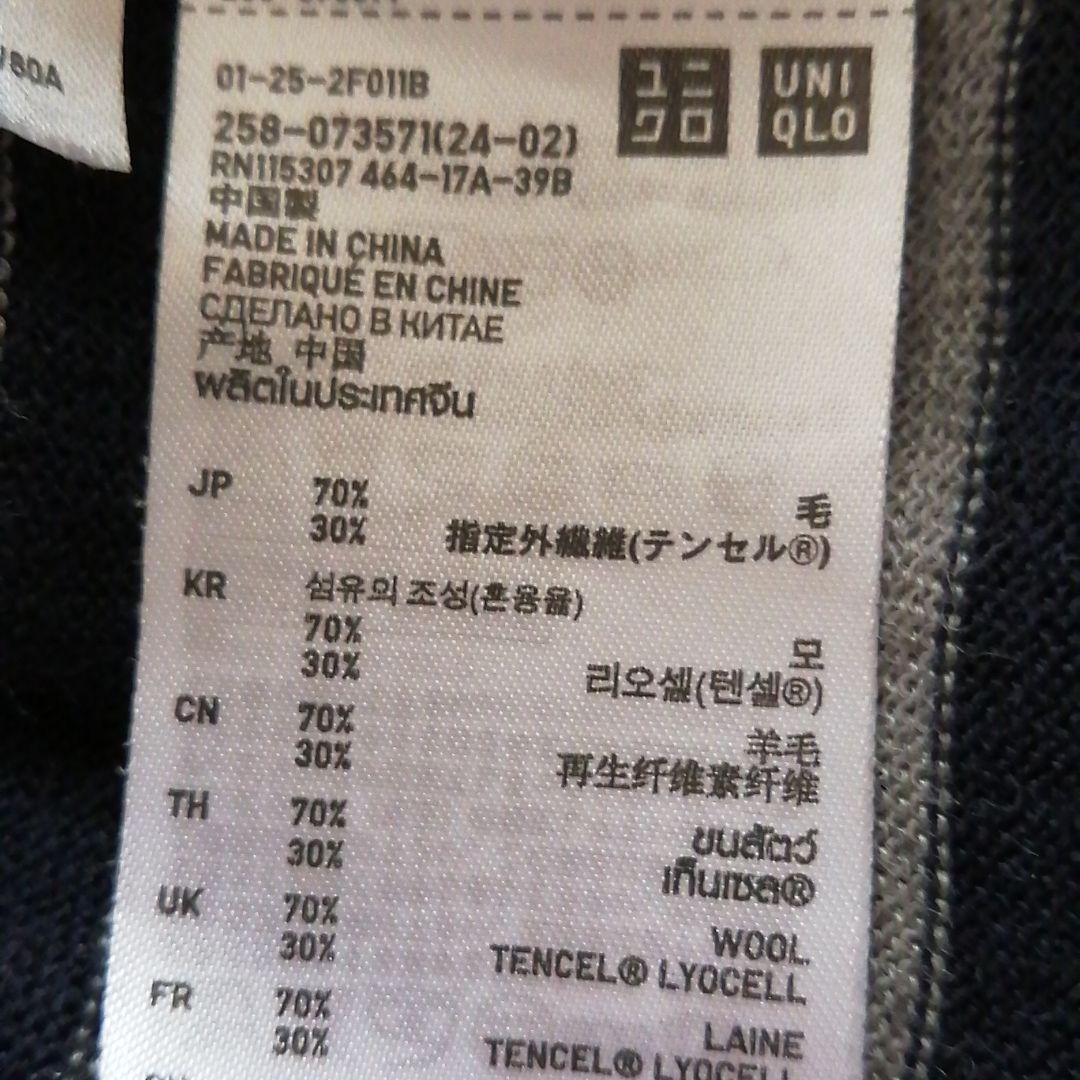 60A
ユニクロ
UNIQLO
01-25-2F011B
258-073571(24-02)
RN115307 464-17A-39B
中国製
MADE IN CHINA
FABRIQUÉ EN CHINE
СДЕЛАНО В КИТАЕ
产地 中国
ผลิตในประเทศจีน
JP 70% 毛
30% 指定外繊維(テンセル®)
KR 섬유의 조성(혼용율)
70% 모
30% 리오셀(텐셀®)
CN 70% 羊毛
30% 再生纤维素纤维
TH 70% ขนสัตว์
30% เท็นเซล®
UK 70% WOOL
30% TENCEL® LYOCELL
FR 70% LAINE
30% TENCEL® LYOCELL